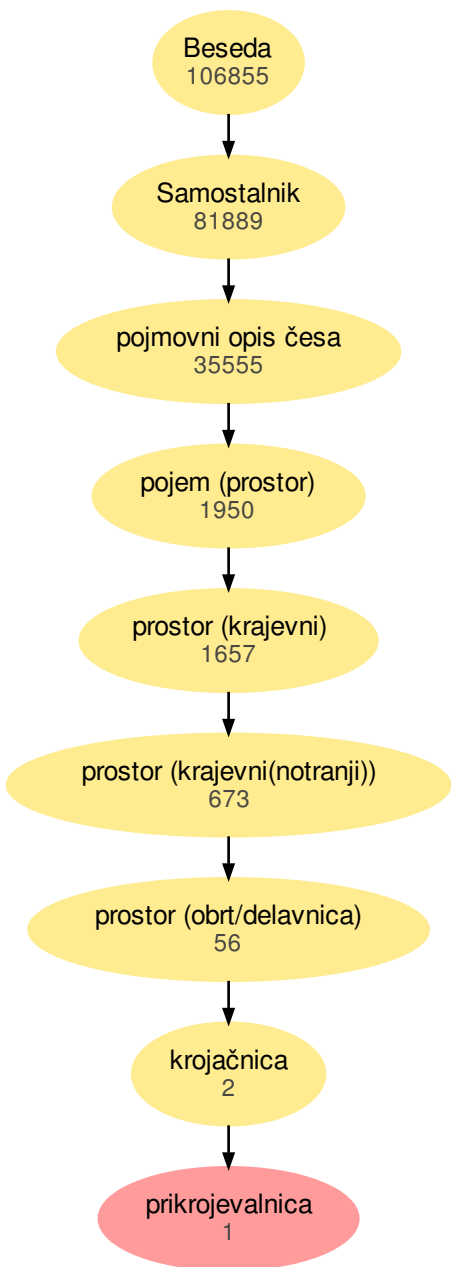 Beseda
106855
Samostalnik
81889
pojmovni opis česa
35555
pojem (prostor)
1950
prostor (krajevni)
1657
prostor (krajevni(notranji))
673
prostor (obrt/delavnica)
56
krojačnica
2
prikrojevalnica
1